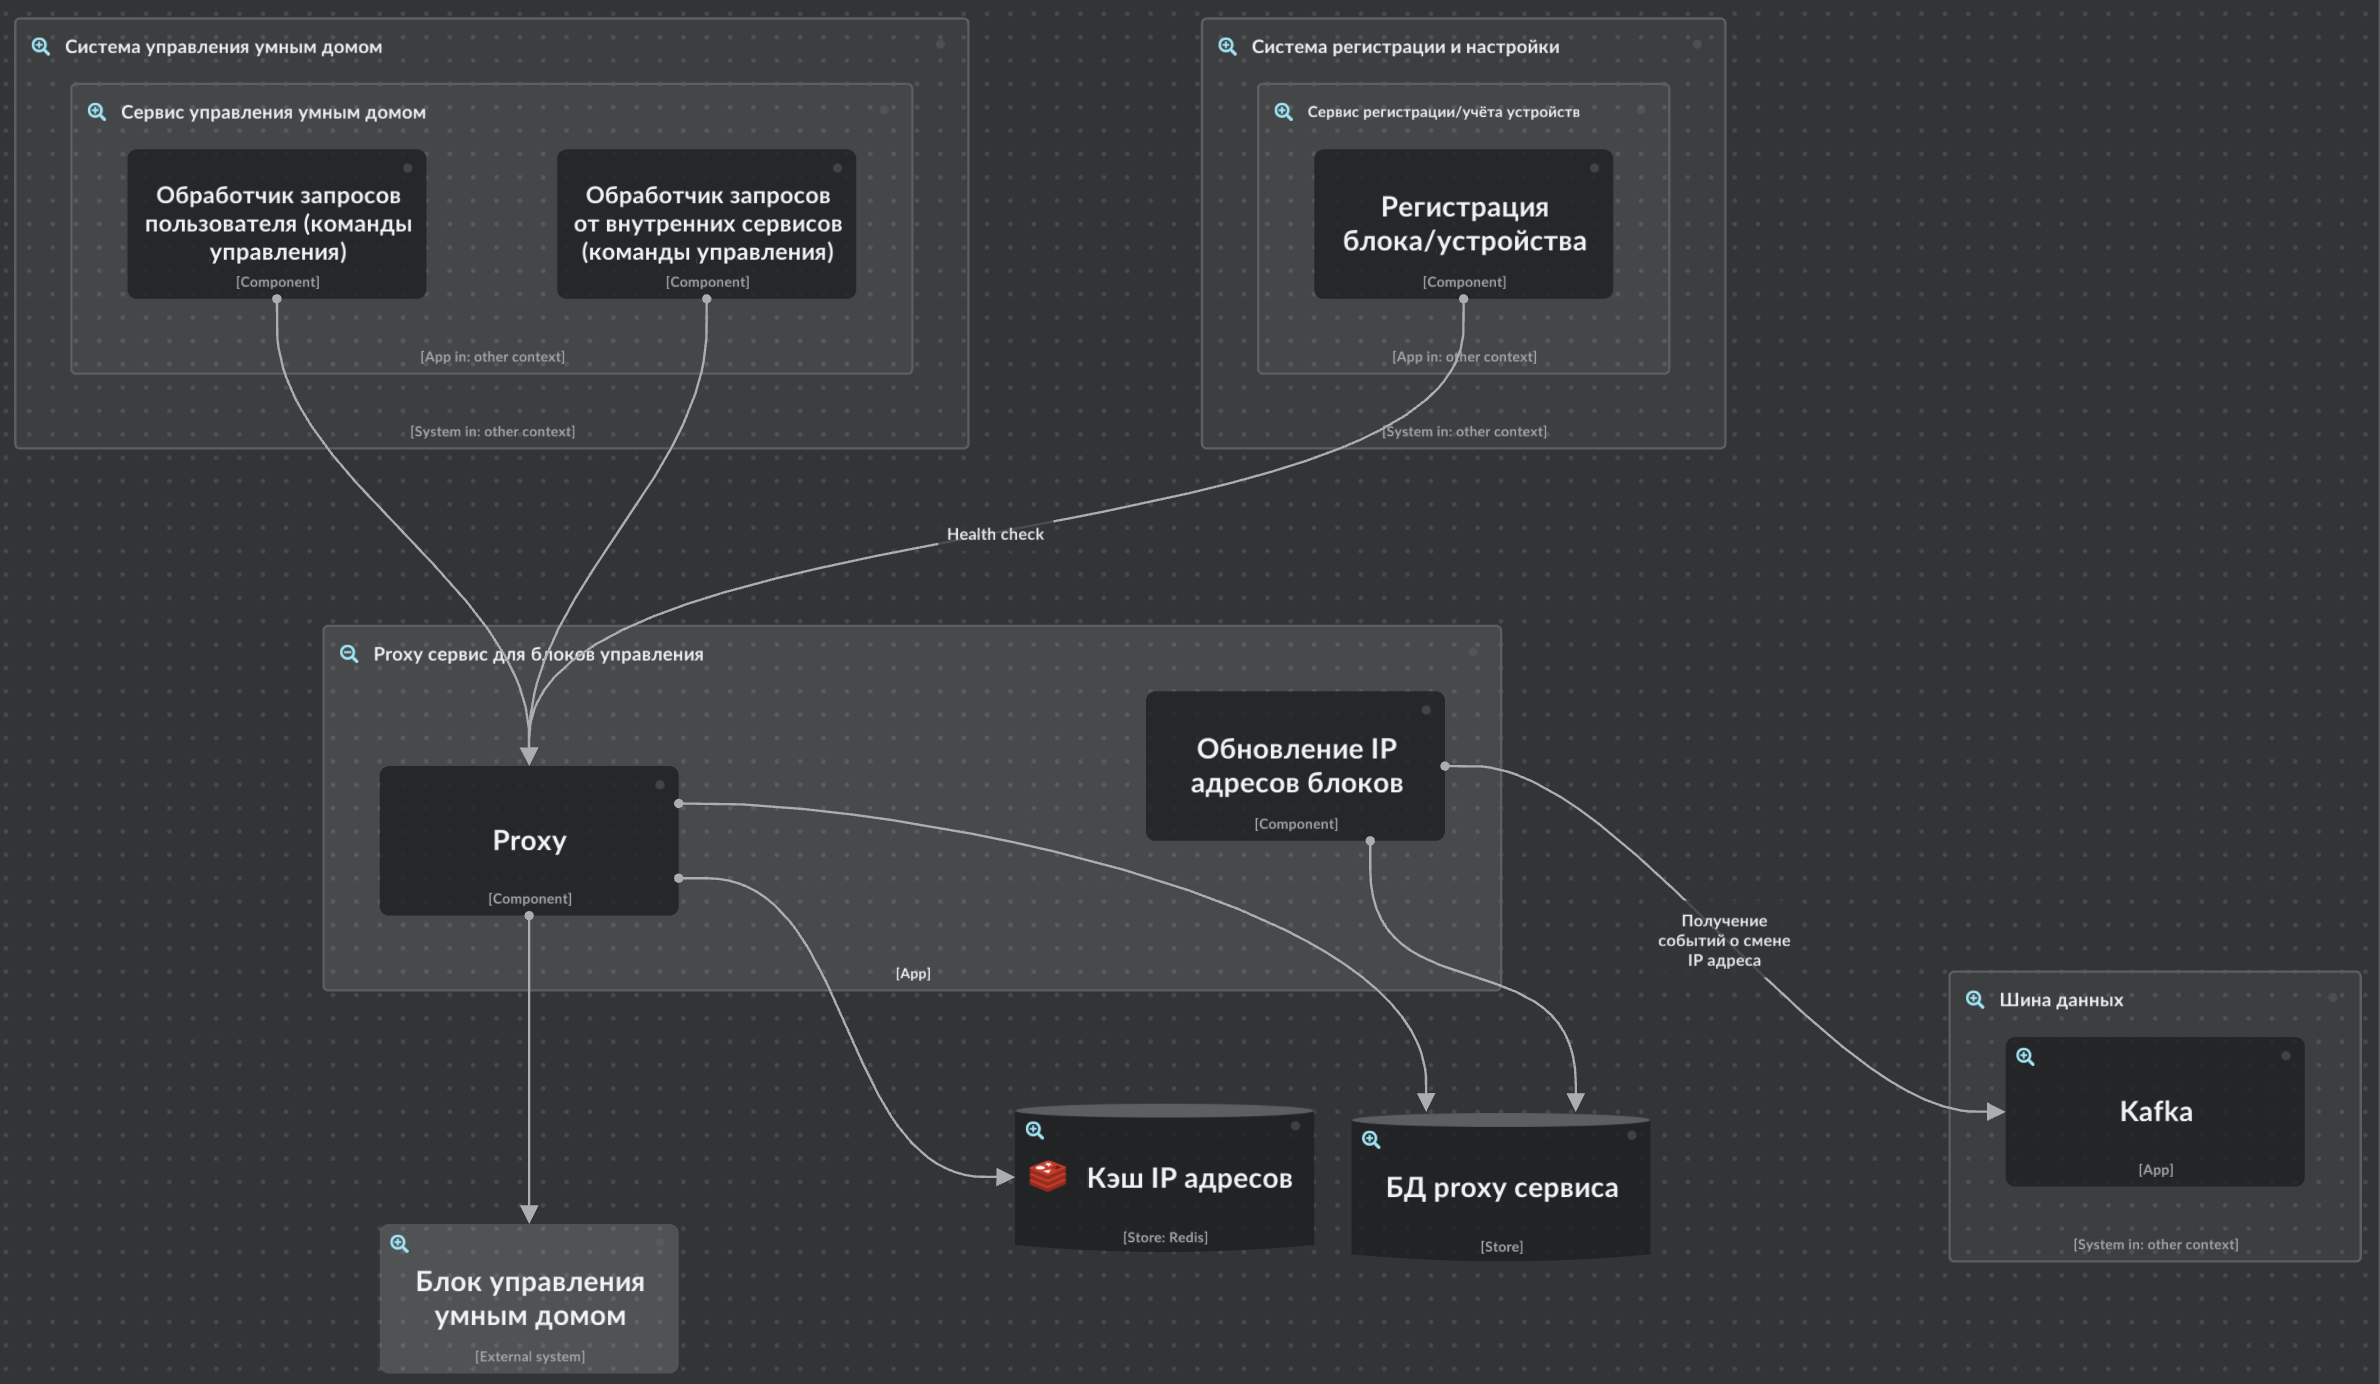 Система управления умным домом
Сервис управления умным домом
Обработчик запросов
пользователя (команды
управления)
[Component]
Обработчик запросов
от внутренних сервисов
(команды управления)
[Component]
[App in: other context]
[System in: other context]
Система регистрации и настройки
Сервис регистрации/учёта устройств
Регистрация
блока/устройства
[Component]
[App in: other context]
[System in: other context]
Health check
Proxy сервис для блоков управления
Обновление IP
адресов блоков
[Component]
Proxy
[Component]
[App]
Получение
событий о смене
IP адреса
Шина данных
Kafka
[App]
[System in: other context]
Кэш IP адресов
[Store: Redis]
БД proxy сервиса
[Store]
Блок управления
умным домом
[External system]